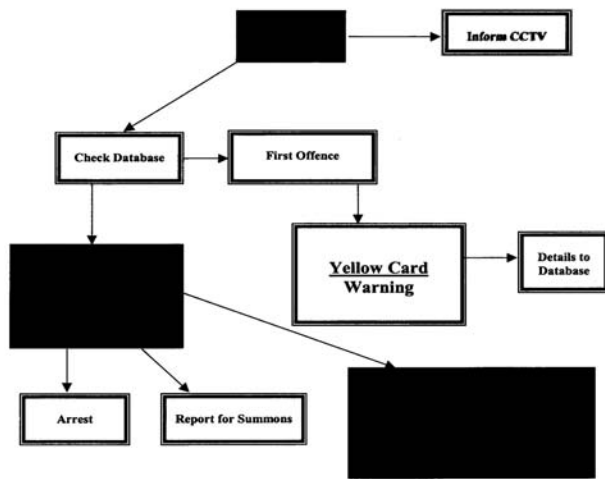 Inform CCTV
Check Database
First Offence
Yellow Card
Warning
Details to
Database
Arrest
Report for Summons